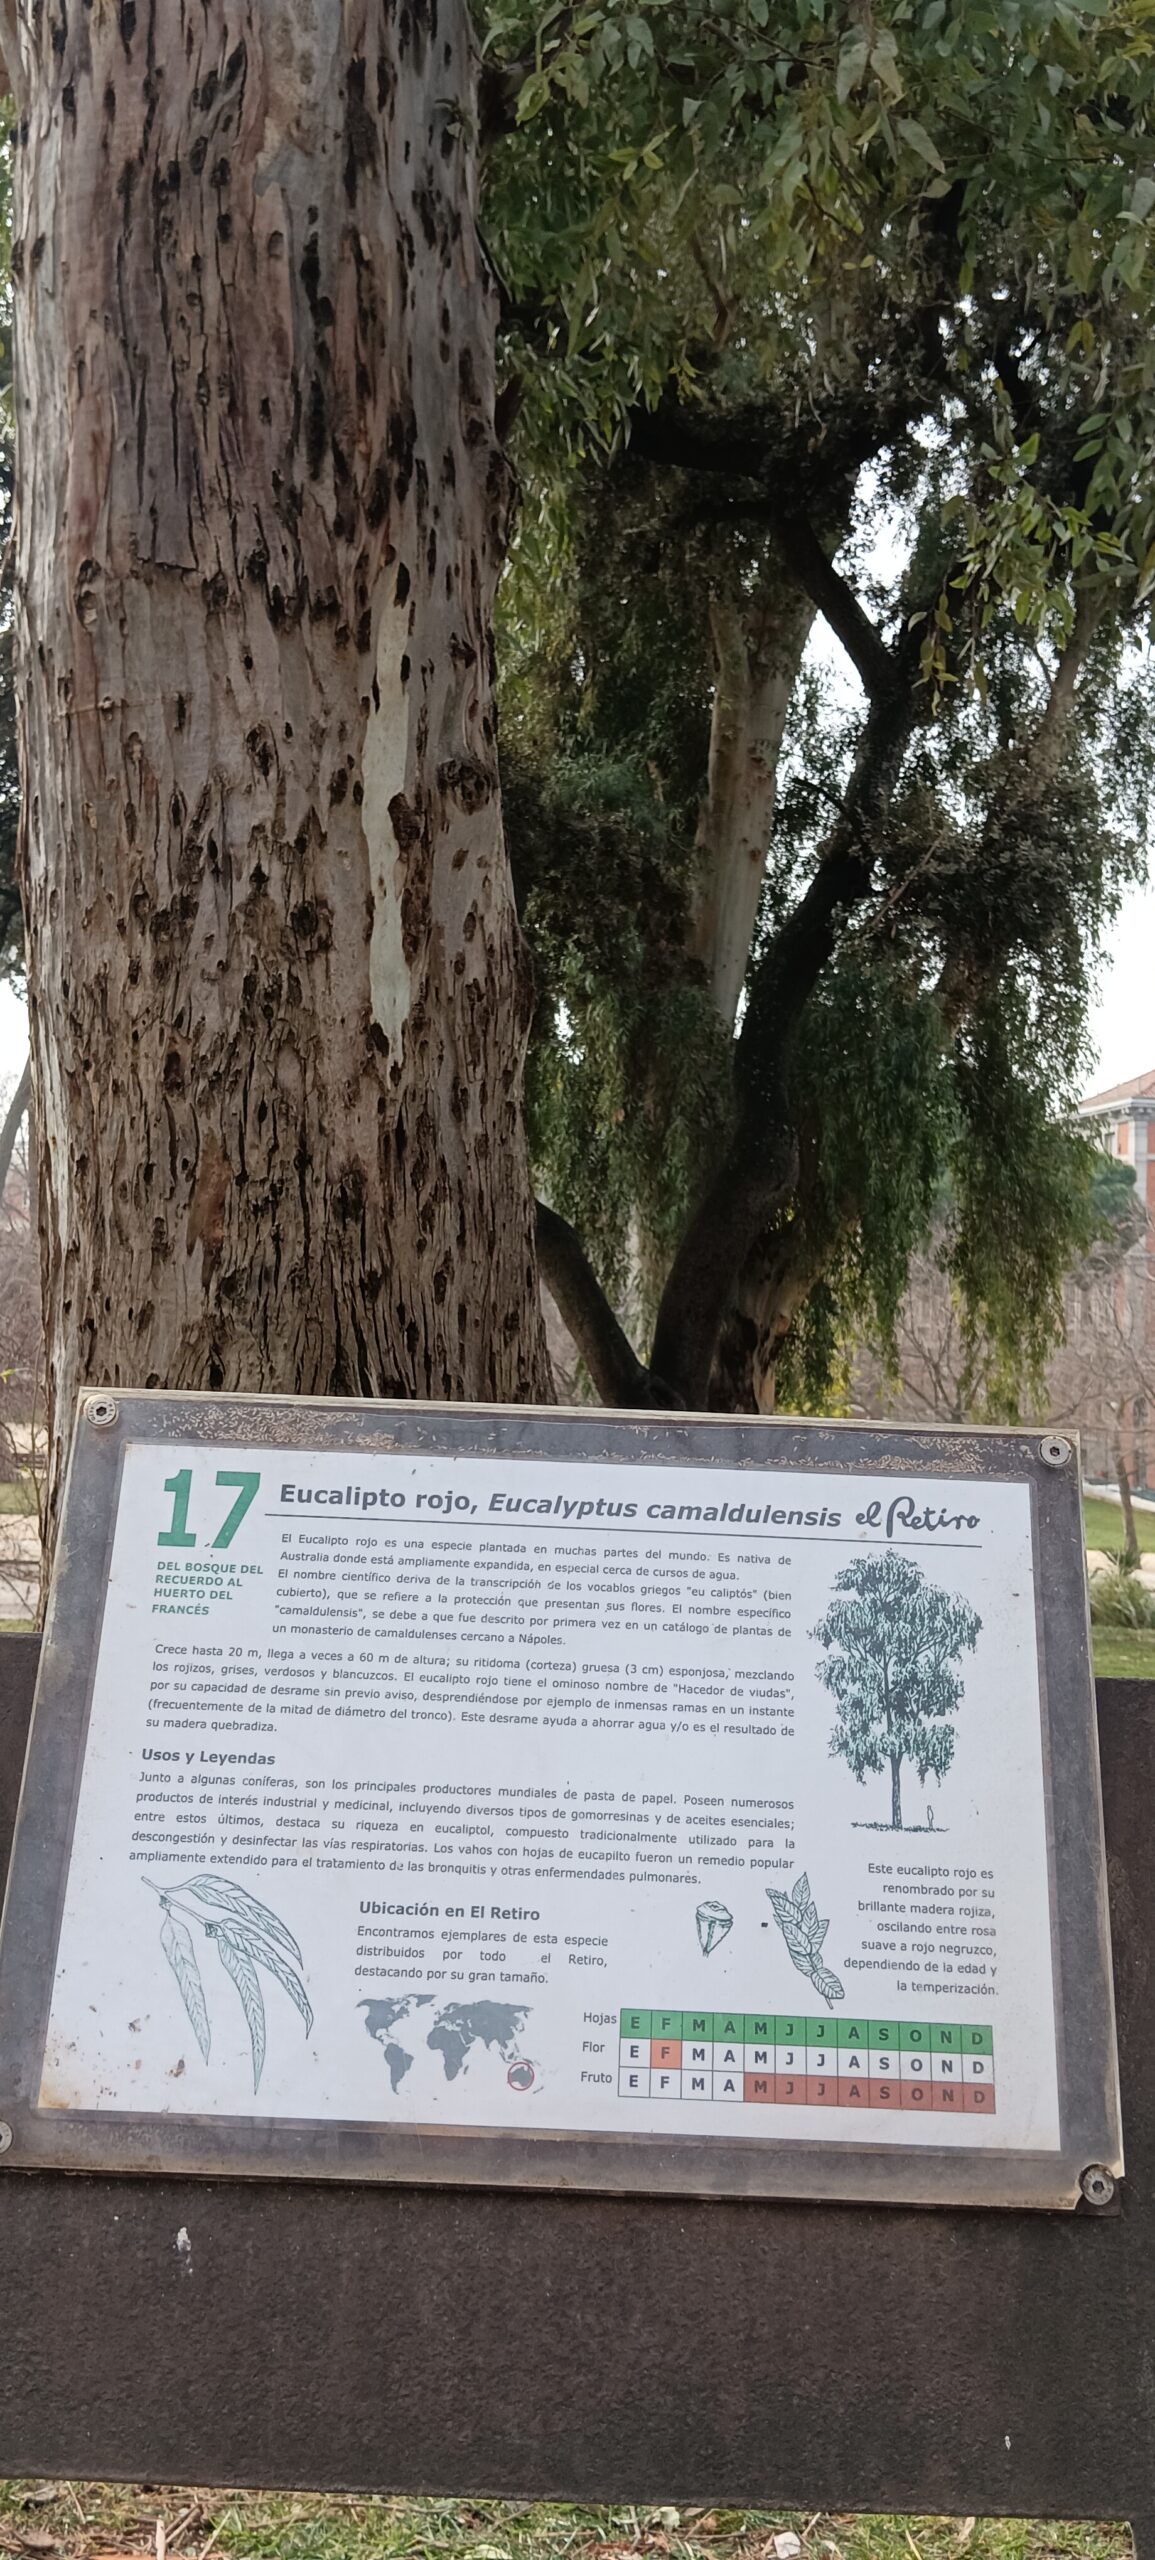 17
DEL BOSQUE DEL
RECUERDO AL
HUERTO DEL
FRANCÉS
Eucalipto rojo, Eucalyptus camaldulensis el Retiro
El Eucalipto rojo es una especie plantada en muchas partes del mundo. Es nativa de
Australia donde está ampliamente expandida, en especial cerca de cursos de agua.
El nombre científico deriva de la transcripción de los vocablos griegos "eu caliptós" (bien
cubierto), que se refiere a la protección que presentan sus flores. El nombre específico
"camaldulensis", se debe a que fue descrito por primera vez en un catálogo de plantas de
un monasterio de camaldulenses cercano a Nápoles.
Crece hasta 20 m, llega a veces a 60 m de altura; su ritidoma (corteza) gruesa (3 cm) esponjosa, mezclando
los rojizos, grises, verdosos y blancuzcos. El eucalipto rojo tiene el ominoso nombre de "Hacedor de viudas",
por su capacidad de desrame sin previo aviso, desprendiéndose por ejemplo de inmensas ramas en un instante
(frecuentemente de la mitad de diámetro del tronco). Este desrame ayuda a ahorrar agua y/o es el resultado de
su madera quebradiza.
Usos y Leyendas
Junto a algunas coníferas, son los principales productores mundiales de pasta de papel. Poseen numerosos
productos de interés industrial y medicinal, incluyendo diversos tipos de gomorresinas y de aceites esenciales;
entre estos últimos, destaca su riqueza en eucaliptol, compuesto tradicionalmente utilizado para la
descongestión y desinfectar las vías respiratorias. Los vahos con hojas de eucapilto fueron un remedio popular
ampliamente extendido para el tratamiento de las bronquitis y otras enfermendades pulmonares.
Ubicación en El Retiro
Encontramos ejemplares de esta especie
distribuidos por todo el Retiro,
destacando por su gran tamaño.
Este eucalipto rojo es
renombrado por su
brillante madera rojiza,
oscilando entre rosa
suave a rojo negruzco,
dependiendo de la edad y
la temperización.
Hojas E F M A M J J A S O N D
Flor E F M A M J J A S O N D
Fruto E F M A M J J A S O N D